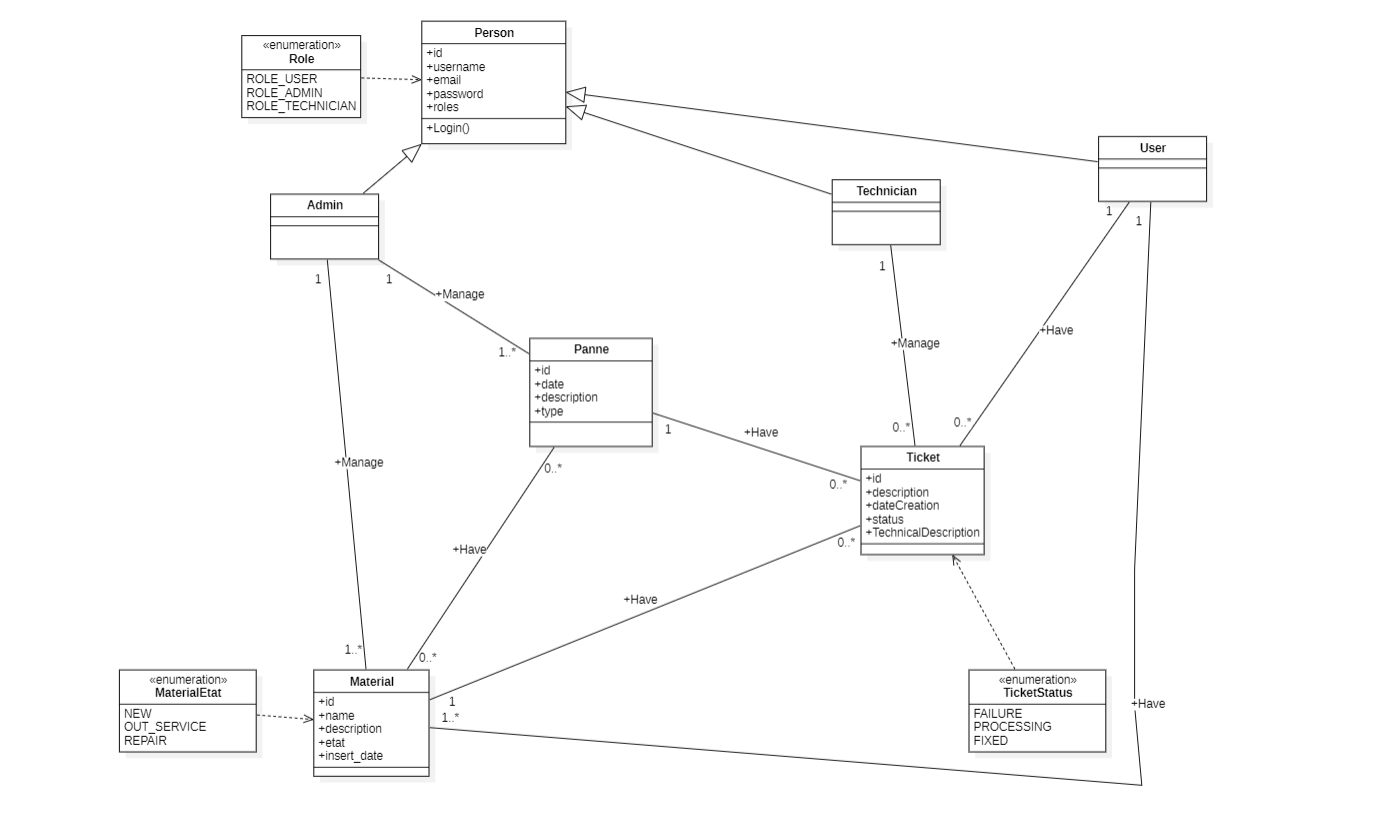 Person
+id
+username
+email
+password
+roles
+Login()
«enumeration»
Role
ROLE_USER
ROLE_ADMIN
ROLE_TECHNICIAN
User
Technician
Admin
1
1
1
1
1
+Manage
1..*
+Have
+Manage
Panne
+id
+date
+description
+type
1
+Have
0..*
0..*
0..*
Ticket
+id
+description
+dateCreation
+status
+TechnicalDescription
0..*
+Manage
0..*
+Have
+Have
1..*
0..*
Material
+id
+name
+description
+etat
+insert_date
1
1..*
«enumeration»
MaterialEtat
NEW
OUT_SERVICE
REPAIR
«enumeration»
TicketStatus
FAILURE
PROCESSING
FIXED
+Have